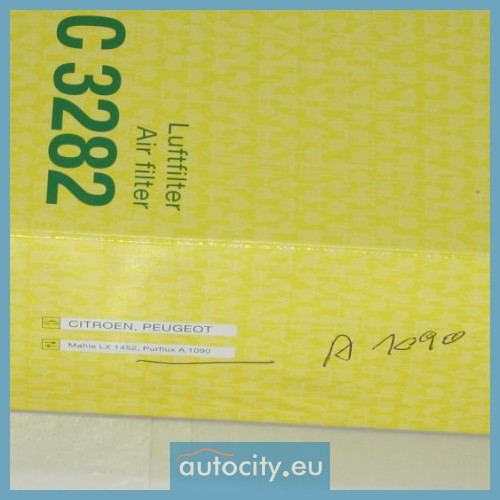 C 3282
Luftfilter
Air filter
CITROEN, PEUGEOT
Mahle LX 1452, Purflux A 1090
A 1090
autocity.eu